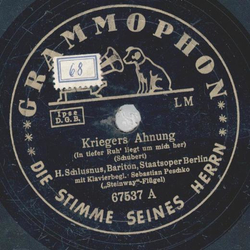 GRAMMOPHON
68
Ipee
D.G.B.
LM
Kriegers Ahnung
(In tiefer Ruh' liegt um mich her)
(Schubert)
H. Schlusnus, Bariton, Staatsoper Berlin
mit Klavierbegl. Sebastian Peschko
("Steinway"-Flügel)
67537 A
DIE STIMME SEINES HERRN